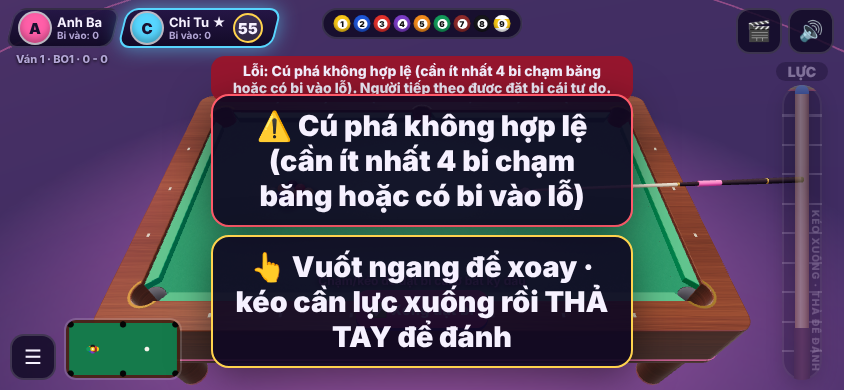 A
Anh Ba
Bi vào: 0
C
Chi Tu ★
Bi vào: 0
55
1 2 3 4 5 6 7 8 9
Ván 1 · BO1 · 0 - 0
LỰC
Lỗi: Cú phá không hợp lệ (cần ít nhất 4 bi chạm băng
hoặc có bi vào lỗ). Người tiếp theo được đặt bi cái tự do.
⚠️ Cú phá không hợp lệ
(cần ít nhất 4 bi chạm
băng hoặc có bi vào lỗ)
👆 Vuốt ngang để xoay ·
kéo cần lực xuống rồi THẢ
TAY để đánh
KÉO XUỐNG · THẢ ĐỂ ĐÁNH